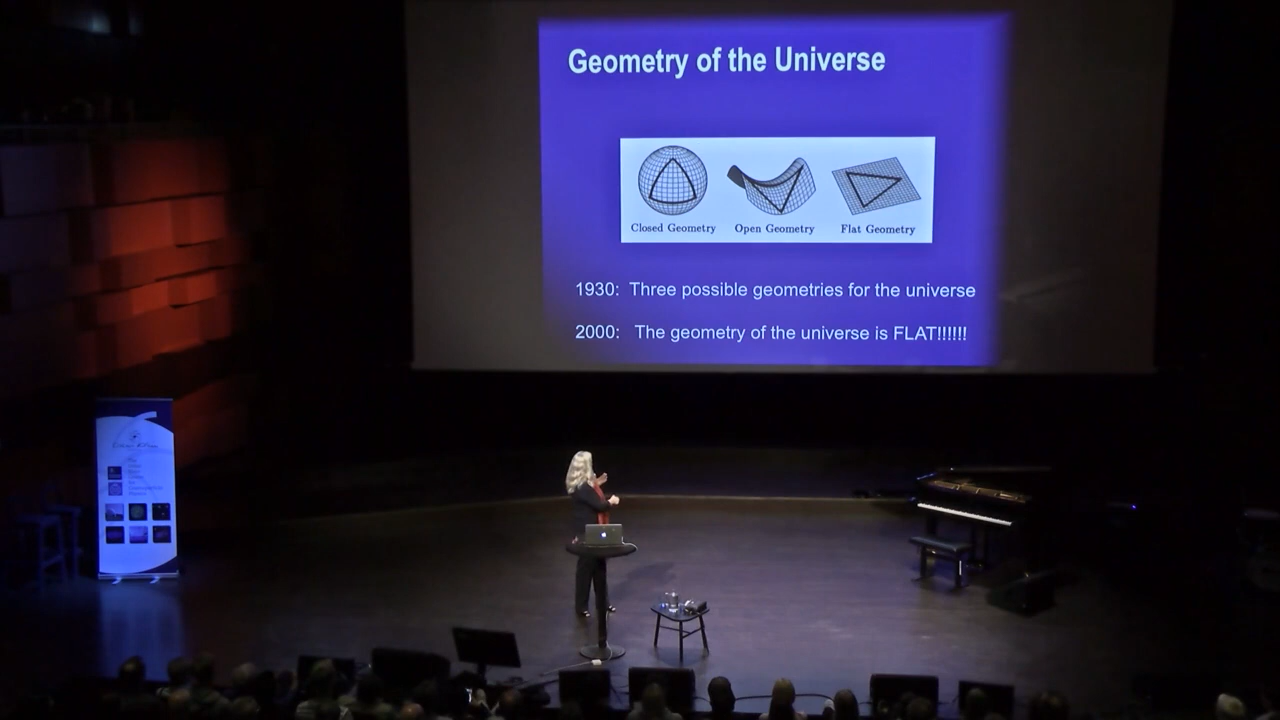 Geometry of the Universe
Closed Geometry Open Geometry Flat Geometry
1930: Three possible geometries for the universe
2000: The geometry of the universe is FLAT!!!!!!